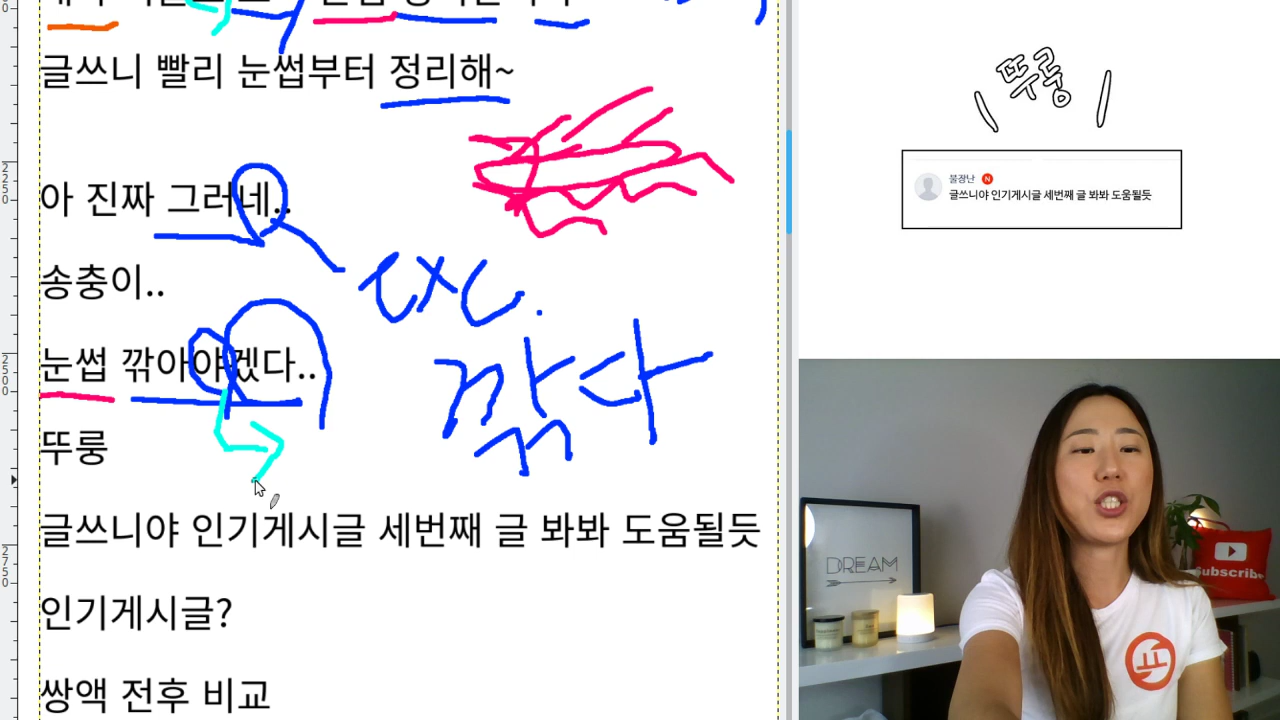 글쓰니 빨리 눈썹부터 정리해~
아 진짜 그러네..
송충이..
exc.
눈썹 깎아야겠다..
깎다
뚜룽
글쓰니야 인기게시글 세번째 글 봐봐 도움될듯
인기게시글?
쌍액 전후 비교
뚜룽
불장난 N
글쓰니야 인기게시글 세번째 글 봐봐 도움될듯
DREAM
Subscribe